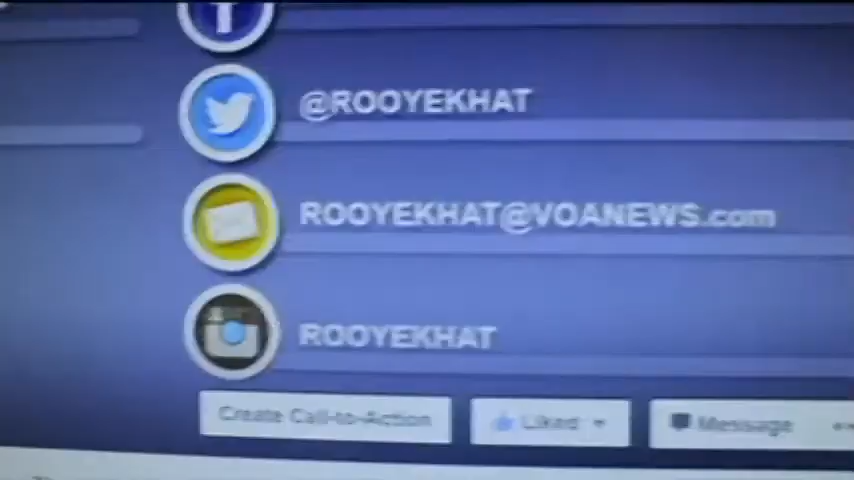 @ROOYEKHAT
ROOYEKHAT@VOANEWS.com
ROOYEKHAT
Create Call-to-Action
Liked
Message